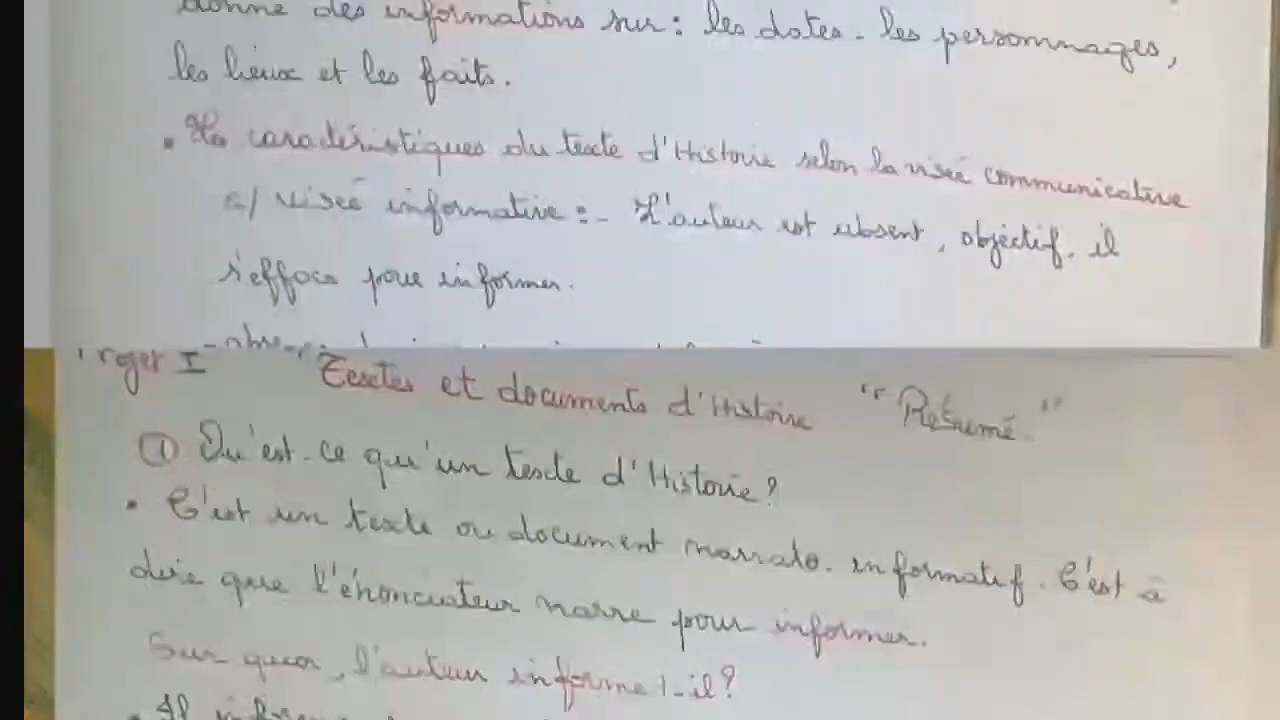 donne des informations sur : les dates. les personnages,
les lieux et les faits.
. Les caractéristiques du texte d'Histoire selon la viseé communicative
a/ viseé informative :- L'auteur est absent, objectif, il
s'efface pour informer.
Textes et documents d'Histoire "Résumé"
① Qu'est-ce qu'un texte d'Histoire?
. C'est un texte ou document narrato-informatif. C'est à
dire que l'énonciateur narre pour informer.
Sur quoi, l'auteur informe t-il?
. Il